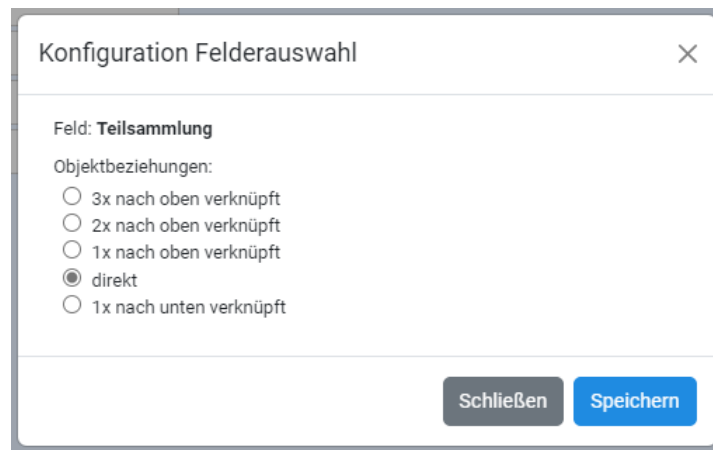 Konfiguration Felderauswahl
Feld: Teilsammlung
Objektbeziehungen:
3x nach oben verknüpft
2x nach oben verknüpft
1x nach oben verknüpft
direkt
1x nach unten verknüpft
Schließen Speichern